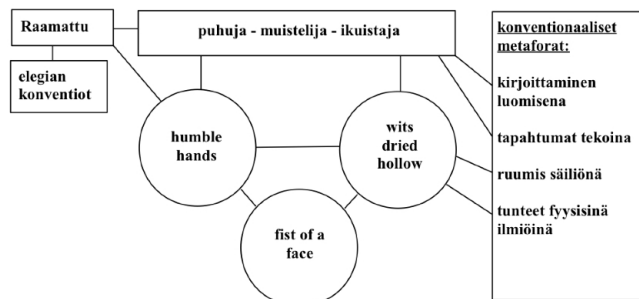 Raamattu
puhuja - muistelija - ikuistaja
elegian
konventiot
humble
hands
wits
dried
hollow
fist of a
face
konventionaaliset
metaforat:
kirjoittaminen
luomisena
tapahtumat tekoina
ruumis säiliönä
tunteet fyysisinä
ilmiöinä